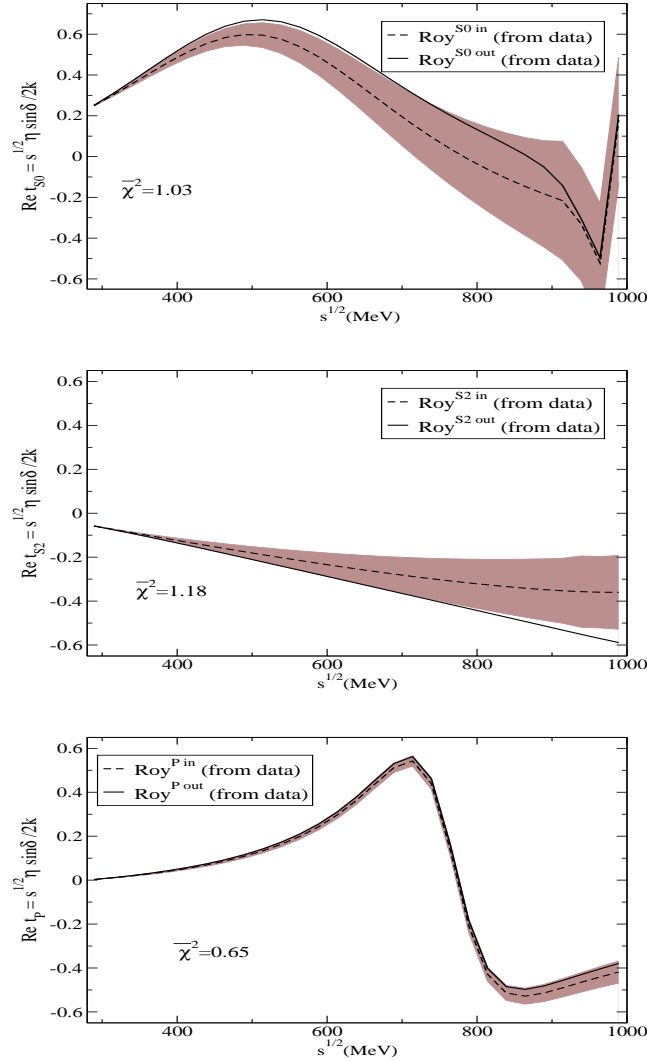 0.6
0.4
0.2
0
-0.2
-0.4
-0.6
Re t_S0 = s^1/2 η sinδ /2k
Roy^S0 in (from data)
Roy^S0 out (from data)
χ̅²=1.03
400 600 800 1000
s^1/2(MeV)
0.6
0.4
0.2
0
-0.2
-0.4
-0.6
Re t_S2 = s^1/2 η sinδ /2k
Roy^S2 in (from data)
Roy^S2 out (from data)
χ̅²=1.18
400 600 800 1000
s^1/2(MeV)
0.6
0.4
0.2
0
-0.2
-0.4
-0.6
Re t_P = s^1/2 η sinδ /2k
Roy^P in (from data)
Roy^P out (from data)
χ̅²=0.65
400 600 800 1000
s^1/2(MeV)